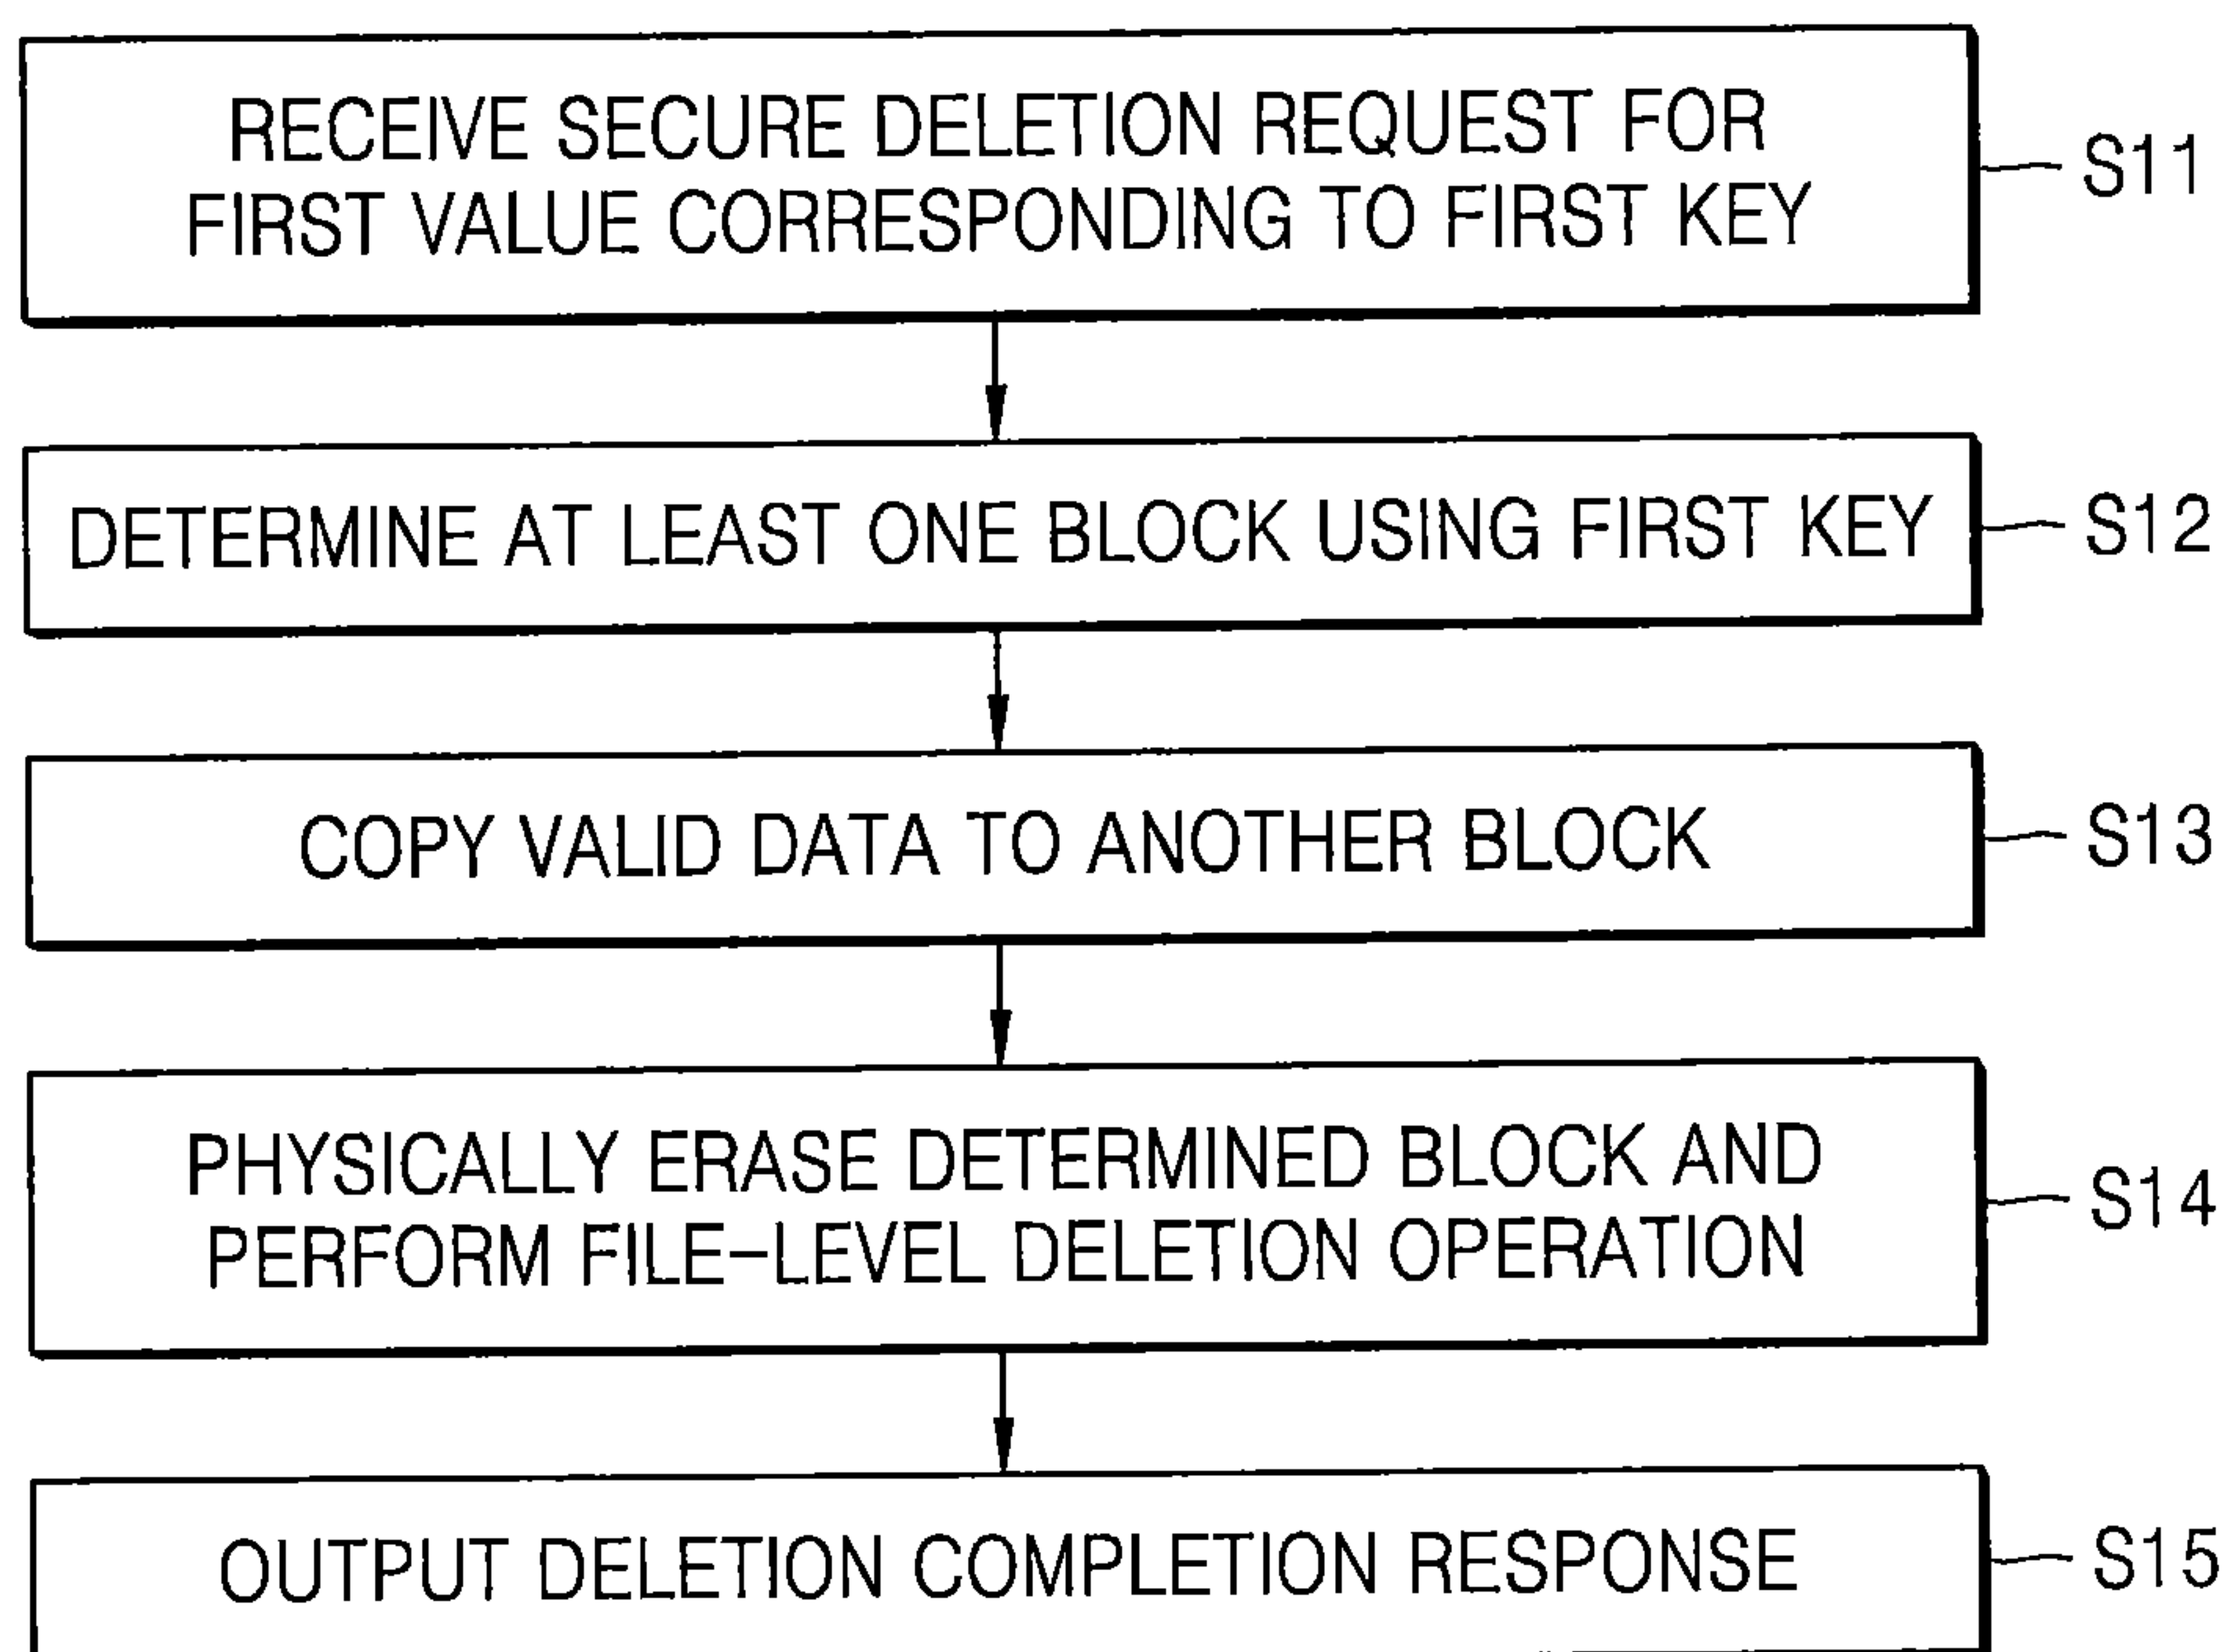 RECEIVE SECURE DELETION REQUEST FOR
FIRST VALUE CORRESPONDING TO FIRST KEY
S11
DETERMINE AT LEAST ONE BLOCK USING FIRST KEY
S12
COPY VALID DATA TO ANOTHER BLOCK
S13
PHYSICALLY ERASE DETERMINED BLOCK AND
PERFORM FILE-LEVEL DELETION OPERATION
S14
OUTPUT DELETION COMPLETION RESPONSE
S15